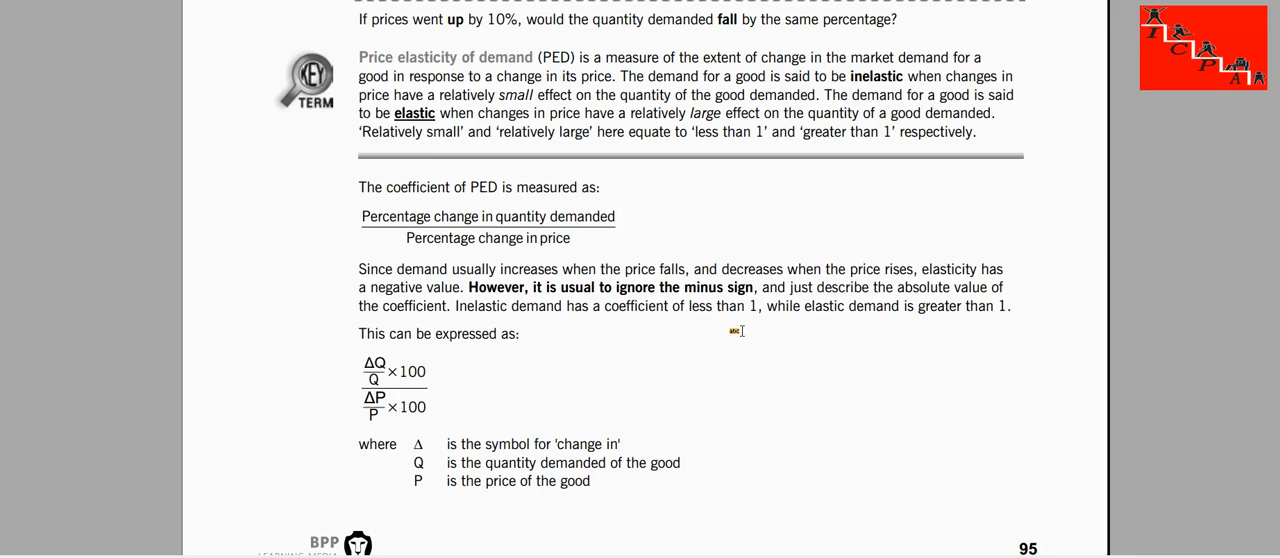 If prices went up by 10%, would the quantity demanded fall by the same percentage?
I
C
P
A
KEY
TERM
Price elasticity of demand (PED) is a measure of the extent of change in the market demand for a
good in response to a change in its price. The demand for a good is said to be inelastic when changes in
price have a relatively small effect on the quantity of the good demanded. The demand for a good is said
to be elastic when changes in price have a relatively large effect on the quantity of a good demanded.
‘Relatively small’ and ‘relatively large’ here equate to ‘less than 1’ and ‘greater than 1’ respectively.
The coefficient of PED is measured as:
Percentage change in quantity demanded
Percentage change in price
Since demand usually increases when the price falls, and decreases when the price rises, elasticity has
a negative value. However, it is usual to ignore the minus sign, and just describe the absolute value of
the coefficient. Inelastic demand has a coefficient of less than 1, while elastic demand is greater than 1.
This can be expressed as:
abc
ΔQ
Q
×100
ΔP
P
×100
where Δ is the symbol for 'change in'
Q is the quantity demanded of the good
P is the price of the good
BPP
LEARNING MEDIA
95